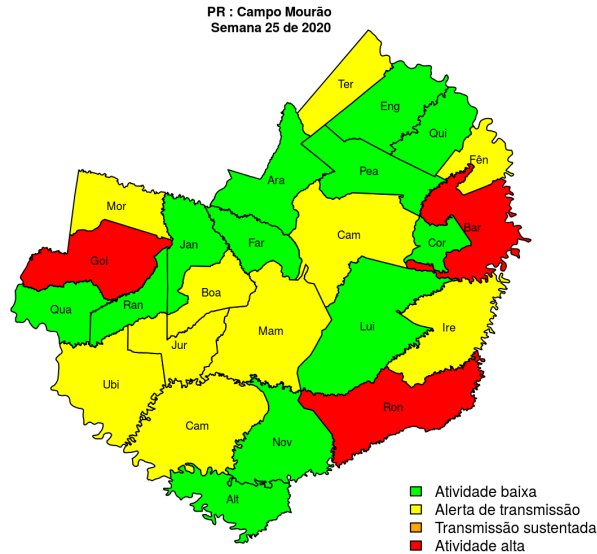 PR : Campo Mourão
Semana 25 de 2020
Ter
Eng
Qui
Fên
Pea
Ara
Mor
Bar
Cam
Jan
Far
Cor
Goi
Boa
Ran
Qua
Lui
Ire
Mam
Jur
Ubi
Ron
Cam
Nov
Alt
Atividade baixa
Alerta de transmissão
Transmissão sustentada
Atividade alta